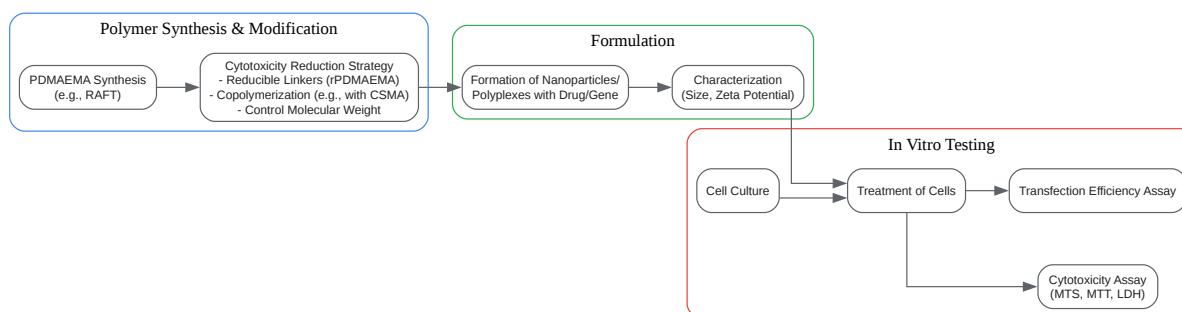 Polymer Synthesis & Modification
PDMAEMA Synthesis
(e.g., RAFT)
Cytotoxicity Reduction Strategy
- Reducible Linkers (rPDMAEMA)
- Copolymerization (e.g., with CSMA)
- Control Molecular Weight
Formulation
Formation of Nanoparticles/
Polyplexes with Drug/Gene
Characterization
(Size, Zeta Potential)
In Vitro Testing
Cell Culture
Treatment of Cells
Transfection Efficiency Assay
Cytotoxicity Assay
(MTS, MTT, LDH)